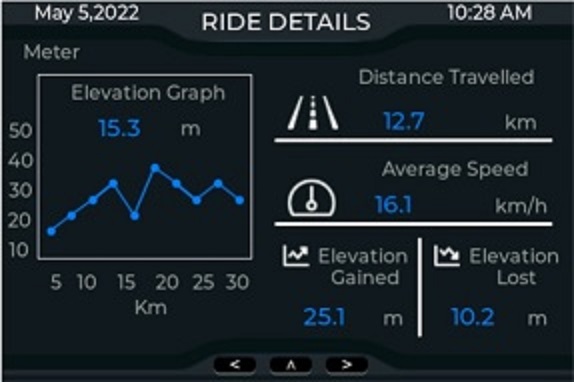 May 5,2022
RIDE DETAILS
10:28 AM
Meter
Elevation Graph
15.3 m
50
40
30
20
10
5 10 15 20 25 30
Km
Distance Travelled
12.7 km
Average Speed
16.1 km/h
Elevation
Gained
25.1 m
Elevation
Lost
10.2 m
< ^ >